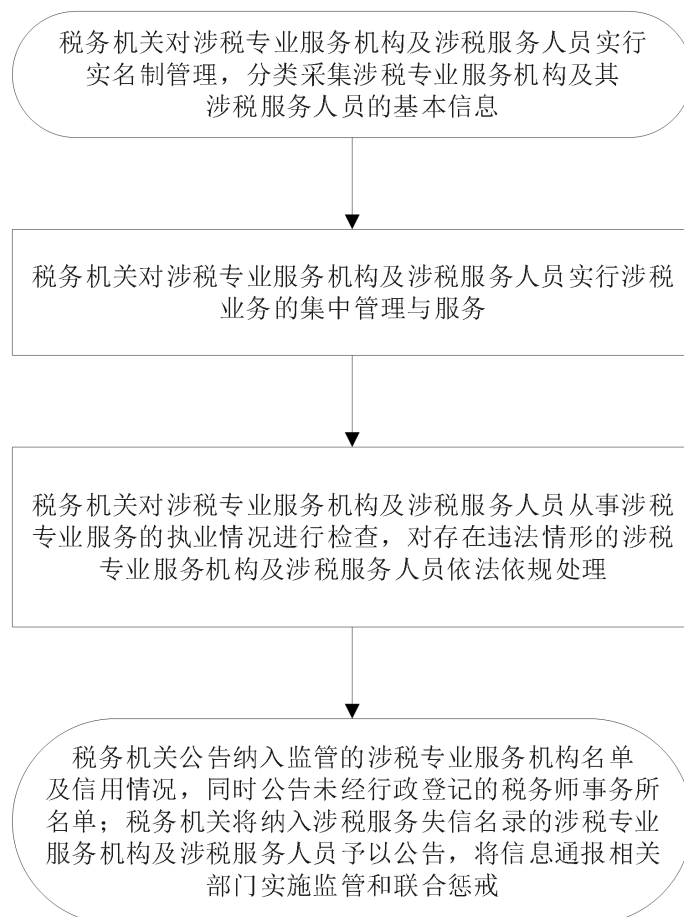 税务机关对涉税专业服务机构及涉税服务人员实行
实名制管理，分类采集涉税专业服务机构及其
涉税服务人员的基本信息
税务机关对涉税专业服务机构及涉税服务人员实行涉税
业务的集中管理与服务
税务机关对涉税专业服务机构及涉税服务人员从事涉税
专业服务的执业情况进行检查，对存在违法情形的涉税
专业服务机构及涉税服务人员依法依规处理
税务机关公告纳入监管的涉税专业服务机构名单
及信用情况，同时公告未经行政登记的税务师事务所
名单；税务机关将纳入涉税服务失信名录的涉税专业
服务机构及涉税服务人员予以公告，将信息通报相关
部门实施监管和联合惩戒